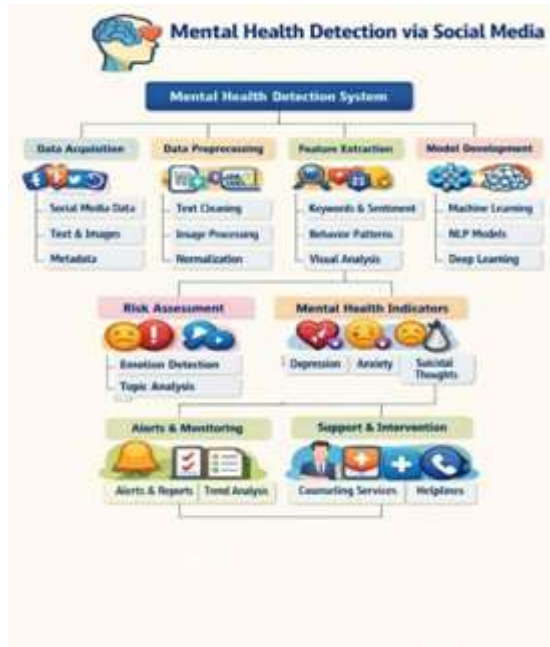 Mental Health Detection via Social Media
Mental Health Detection System
Data Acquisition
Data Preprocessing
Feature Extraction
Model Development
Social Media Data
Text & Images
Metadata
Text Cleaning
Image Processing
Normalization
Keywords & Sentiment
Behavior Patterns
Visual Analysis
Machine Learning
NLP Models
Deep Learning
Risk Assessment
Mental Health Indicators
Emotion Detection
Topic Analysis
Depression
Anxiety
Suicidal
Thoughts
Alerts & Monitoring
Support & Intervention
Alerts & Reports
Trend Analysis
Counseling Services
Helplines